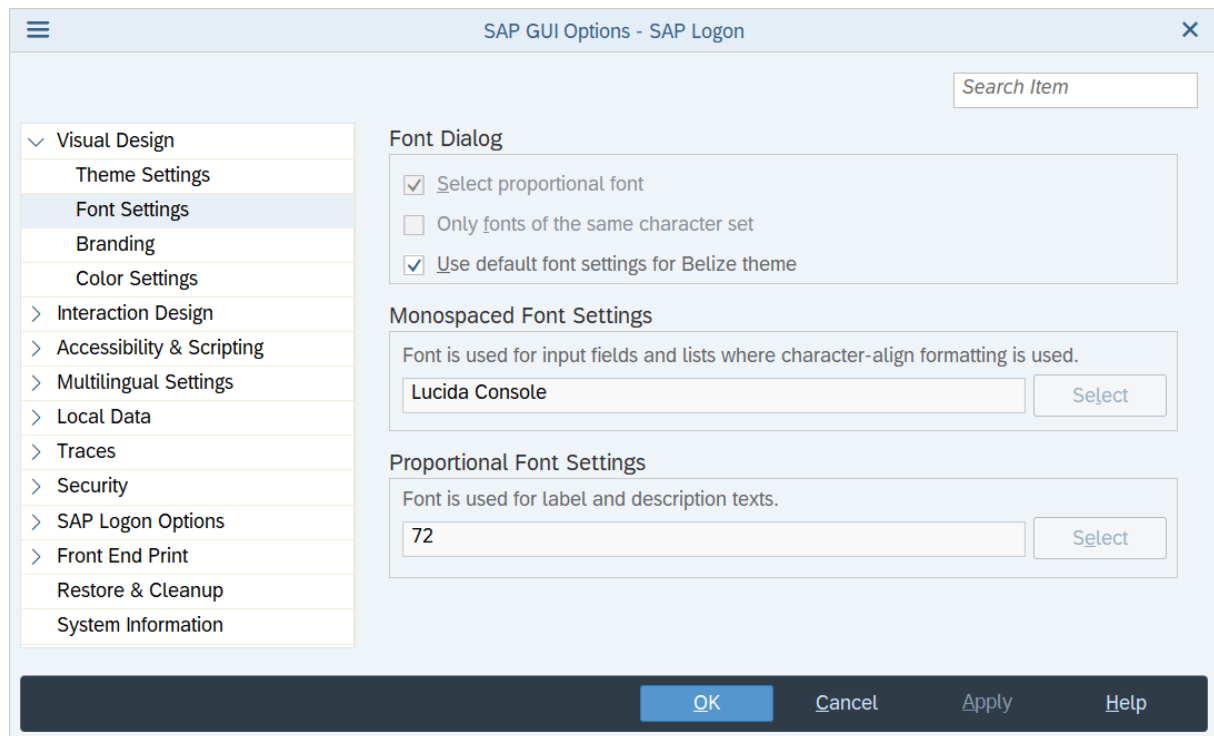 SAP GUI Options - SAP Logon
Search Item
Visual Design
Theme Settings
Font Settings
Branding
Color Settings
Interaction Design
Accessibility & Scripting
Multilingual Settings
Local Data
Traces
Security
SAP Logon Options
Front End Print
Restore & Cleanup
System Information
Font Dialog
Select proportional font
Only fonts of the same character set
Use default font settings for Belize theme
Monospaced Font Settings
Font is used for input fields and lists where character-align formatting is used.
Lucida Console
Select
Proportional Font Settings
Font is used for label and description texts.
72
Select
OK Cancel Apply Help